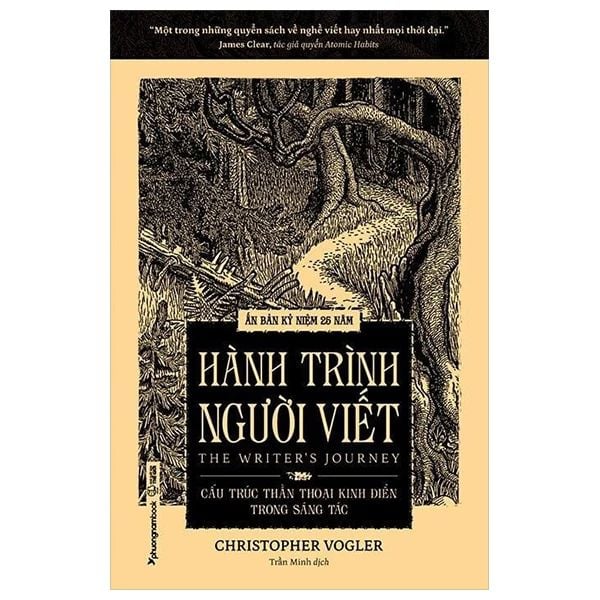 “Một trong những quyển sách về nghề viết hay nhất mọi thời đại.”
James Clear, tác giả quyển Atomic Habits
ẤN BẢN KỶ NIỆM 25 NĂM
HÀNH TRÌNH
NGƯỜI VIẾT
THE WRITER'S JOURNEY
CẤU TRÚC THẦN THOẠI KINH ĐIỂN
TRONG SÁNG TÁC
CHRISTOPHER VOGLER
Trần Minh dịch
phuongnambook